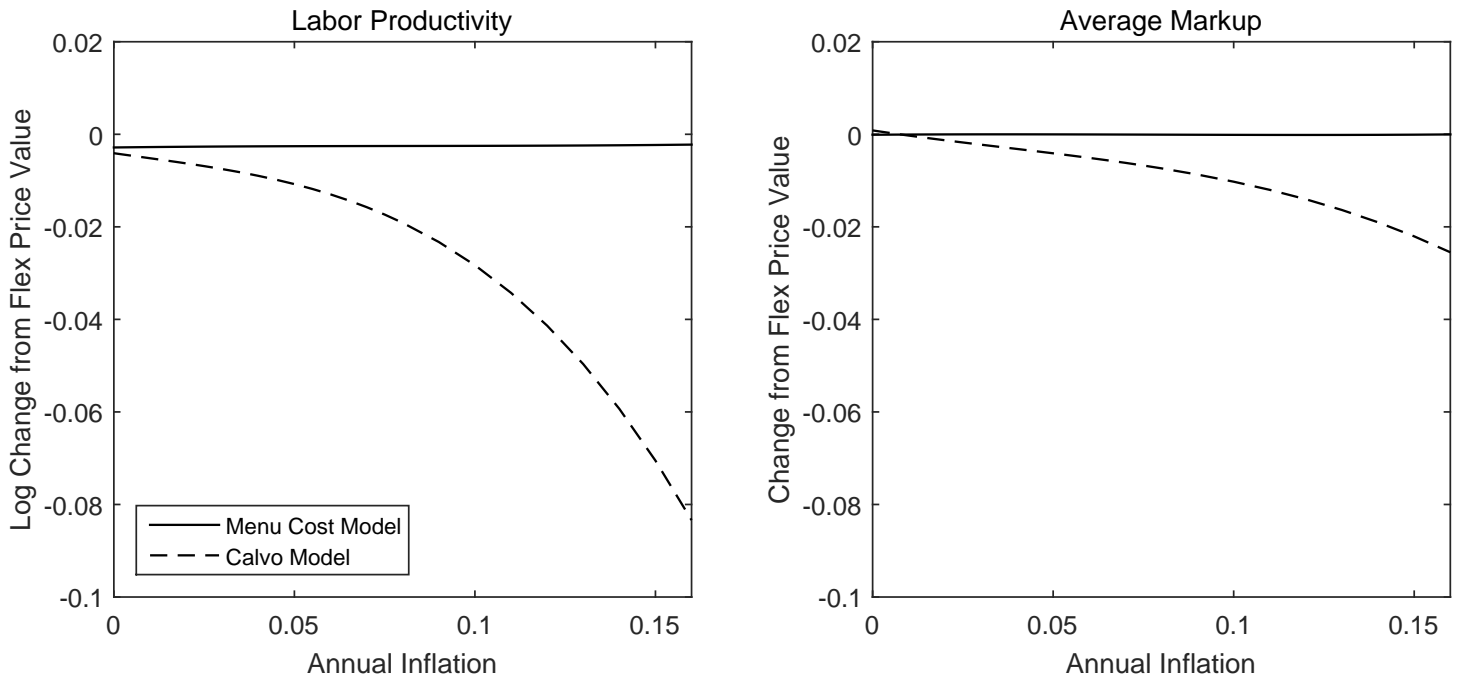 Labor Productivity
Log Change from Flex Price Value
0.02
0
-0.02
-0.04
-0.06
-0.08
-0.1
Menu Cost Model
Calvo Model
0
0.05
0.1
0.15
Annual Inflation
Average Markup
Change from Flex Price Value
0.02
0
-0.02
-0.04
-0.06
-0.08
-0.1
0
0.05
0.1
0.15
Annual Inflation